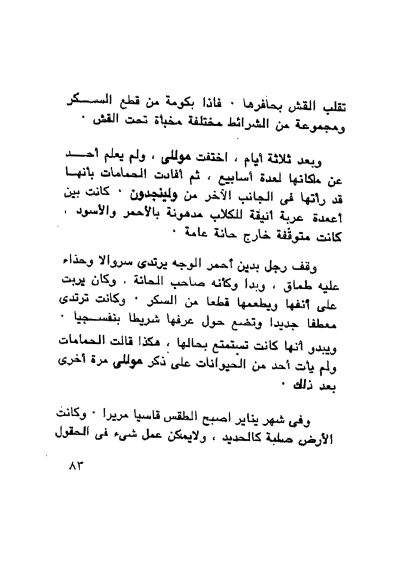 تقلب القش بحافرها . فاذا بكومة من قطع السكر
ومجموعة من الشرائط مختلفة مخبأة تحت القش .
وبعد ثلاثة أيام ، اختفت موللي ، ولم يعلم أحد
عن مكانها لعدة أسابيع ، ثم أفادت الحمامات بأنها
قد رأتها فى الجانب الآخر من ولينجدون . كانت بين
أعمدة عربة أنيقة للكلاب مدهونة بالأحمر والأسود ،
كانت متوقفة خارج حانة عامة .
وقف رجل بدين أحمر الوجه يرتدى سروالا وحذاء
عليه طماق ، وبدا وكأنه صاحب الحانة . وكان يربت
على أنفها ويطعمها قطعا من السكر . وكانت ترتدى
معطفا جديدا وتضع حول عرفها شريطا بنفسجيا .
ويبدو أنها كانت تستمتع بحالها ، هكذا قالت الحمامات
ولم يأت أحد من الحيوانات على ذكر موللي مرة أخرى
بعد ذلك .
وفى شهر يناير اصبح الطقس قاسيا مريرا . وكانت
الأرض صلبة كالحديد ، ولايمكن عمل شىء فى الحقول
٨٣